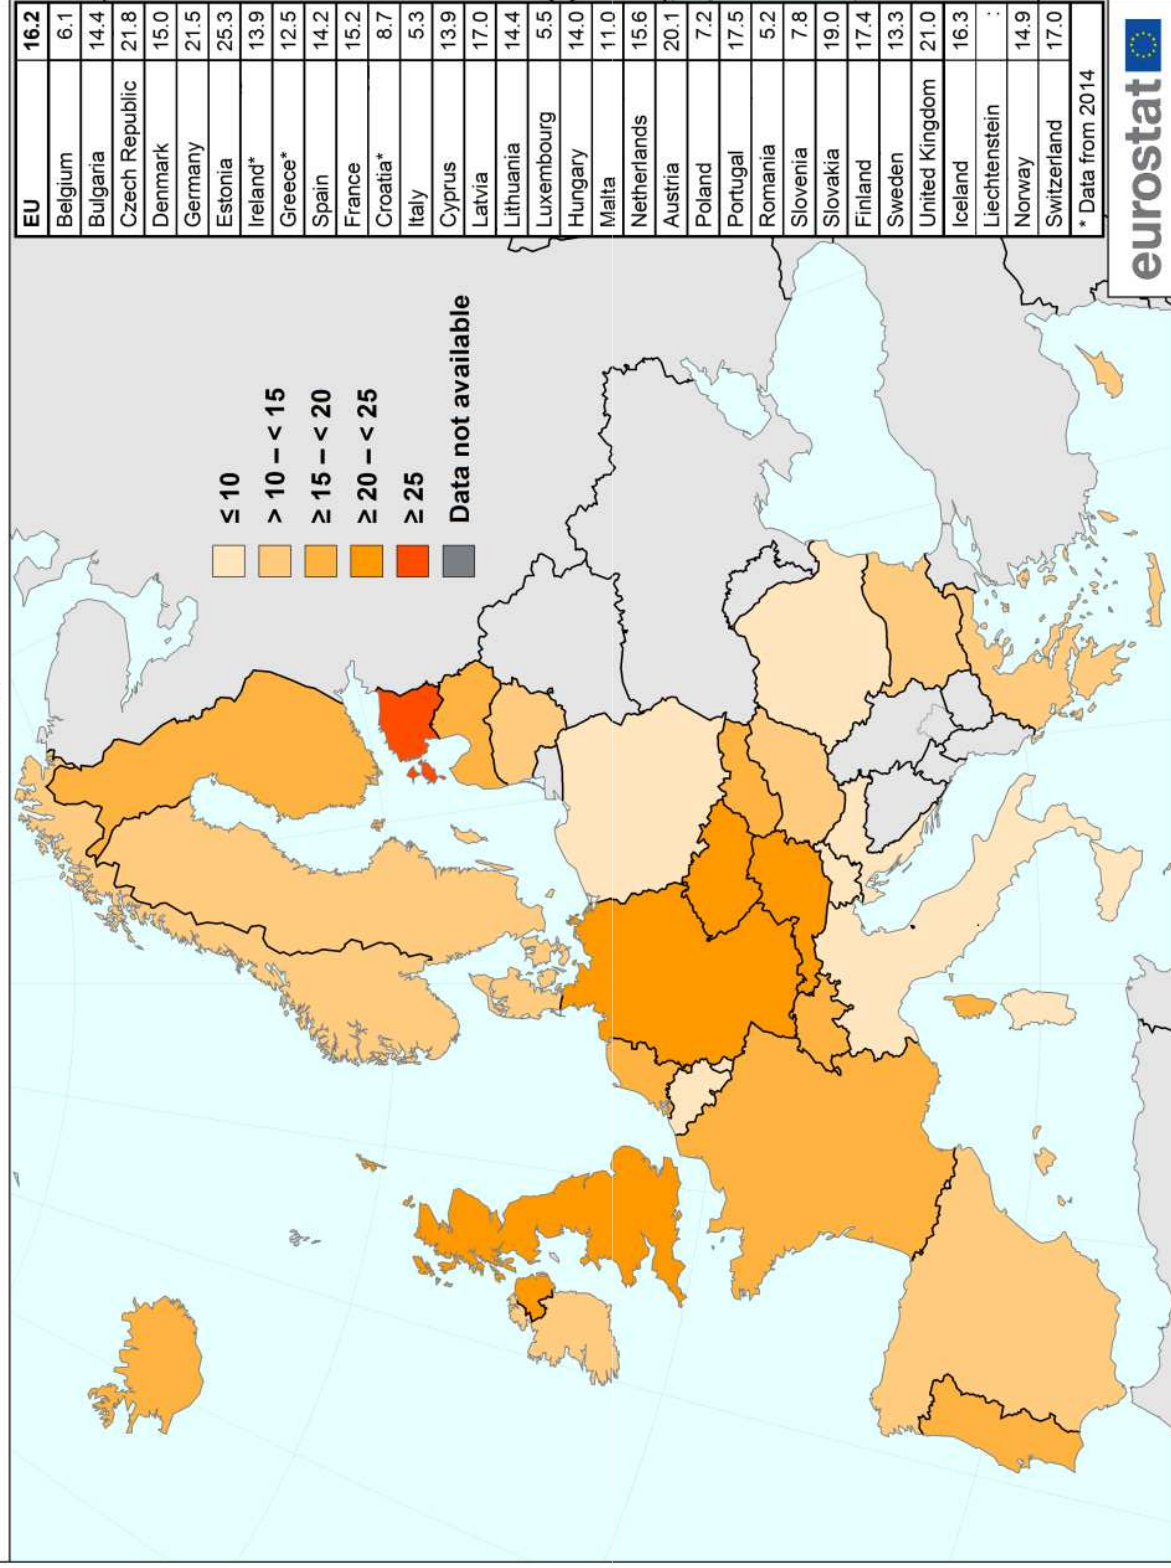 ≤ 10
> 10 – < 15
≥ 15 – < 20
≥ 20 – < 25
≥ 25
Data not available
EU 16.2
Belgium 6.1
Bulgaria 14.4
Czech Republic 21.8
Denmark 15.0
Germany 21.5
Estonia 25.3
Ireland* 13.9
Greece* 12.5
Spain 14.2
France 15.2
Croatia* 8.7
Italy 5.3
Cyprus 13.9
Latvia 17.0
Lithuania 14.4
Luxembourg 5.5
Hungary 14.0
Malta 11.0
Netherlands 15.6
Austria 20.1
Poland 7.2
Portugal 17.5
Romania 5.2
Slovenia 7.8
Slovakia 19.0
Finland 17.4
Sweden 13.3
United Kingdom 21.0
Iceland 16.3
Liechtenstein :
Norway 14.9
Switzerland 17.0
* Data from 2014
eurostat